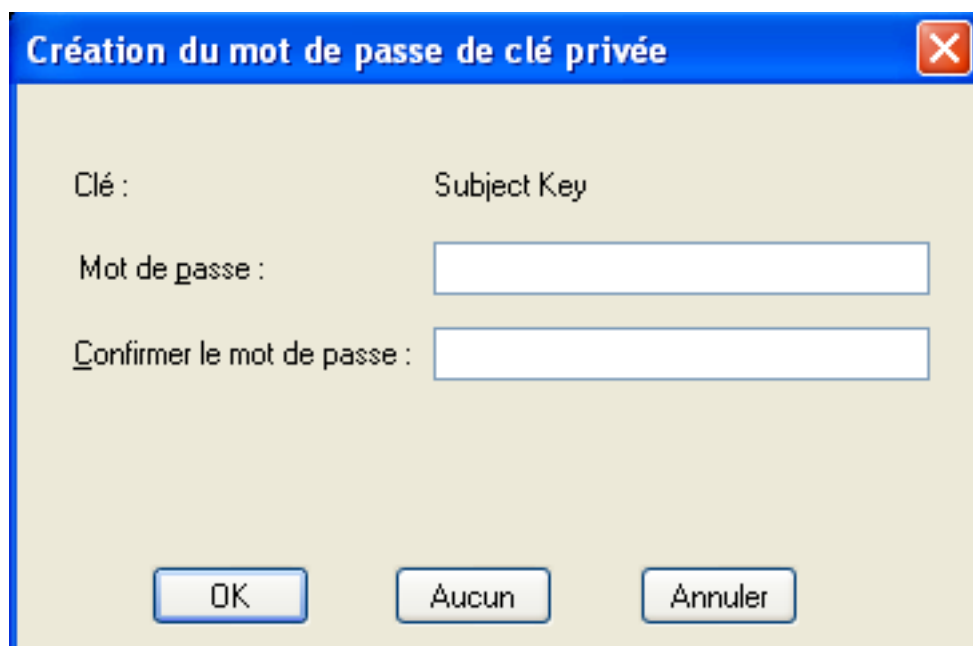 Création du mot de passe de clé privée
Clé : Subject Key
Mot de passe :
Confirmer le mot de passe :
OK Aucun Annuler